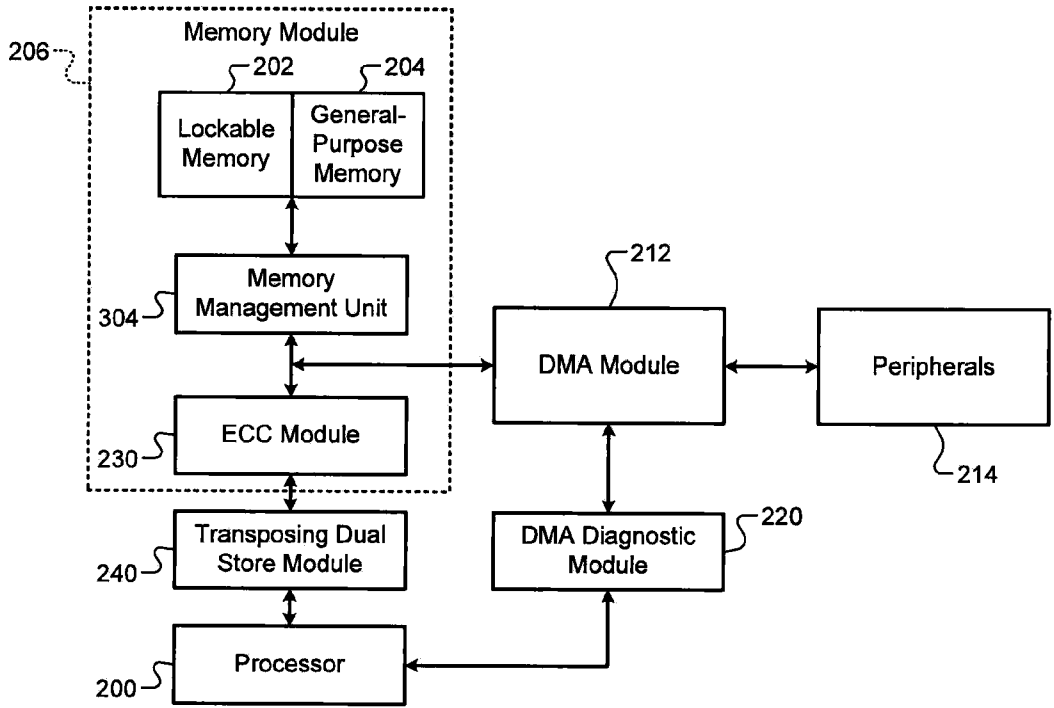 Memory Module
206
202
204
Lockable
Memory
General-
Purpose
Memory
Memory
Management Unit
304
212
DMA Module
Peripherals
214
ECC Module
230
Transposing Dual
Store Module
240
DMA Diagnostic
Module
220
Processor
200